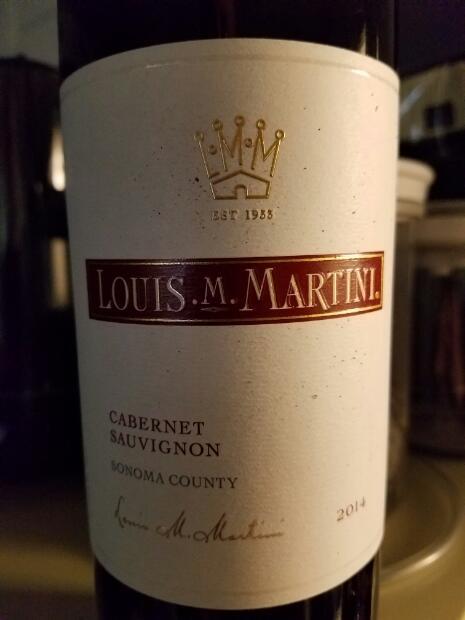 L·M·M
EST 1933
LOUIS.M.MARTINI.
CABERNET
SAUVIGNON
SONOMA COUNTY
Louis M. Martini
2014